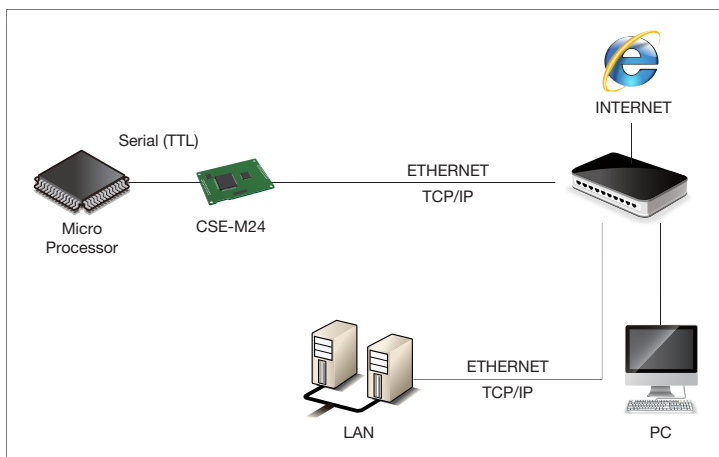 INTERNET
Serial (TTL)
ETHERNET
TCP/IP
Micro
Processor
CSE-M24
ETHERNET
TCP/IP
LAN
PC